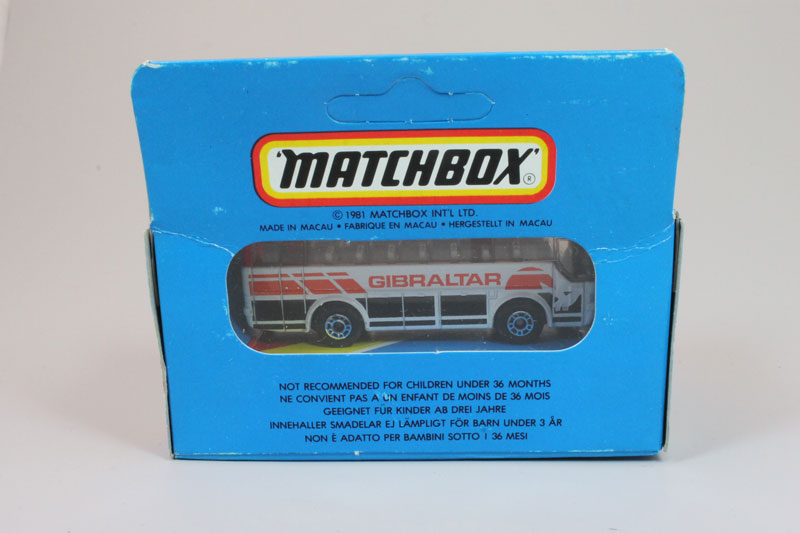 'MATCHBOX'
®
© 1981 MATCHBOX INT'L LTD.
MADE IN MACAU • FABRIQUE EN MACAU • HERGESTELLT IN MACAU
GIBRALTAR
NOT RECOMMENDED FOR CHILDREN UNDER 36 MONTHS
NE CONVIENT PAS A UN ENFANT DE MOINS DE 36 MOIS
GEEIGNET FÜR KINDER AB DREI JAHRE
INNEHALLER SMADELAR EJ LÄMPLIGT FÖR BARN UNDER 3 ÅR
NON È ADATTO PER BAMBINI SOTTO I 36 MESI